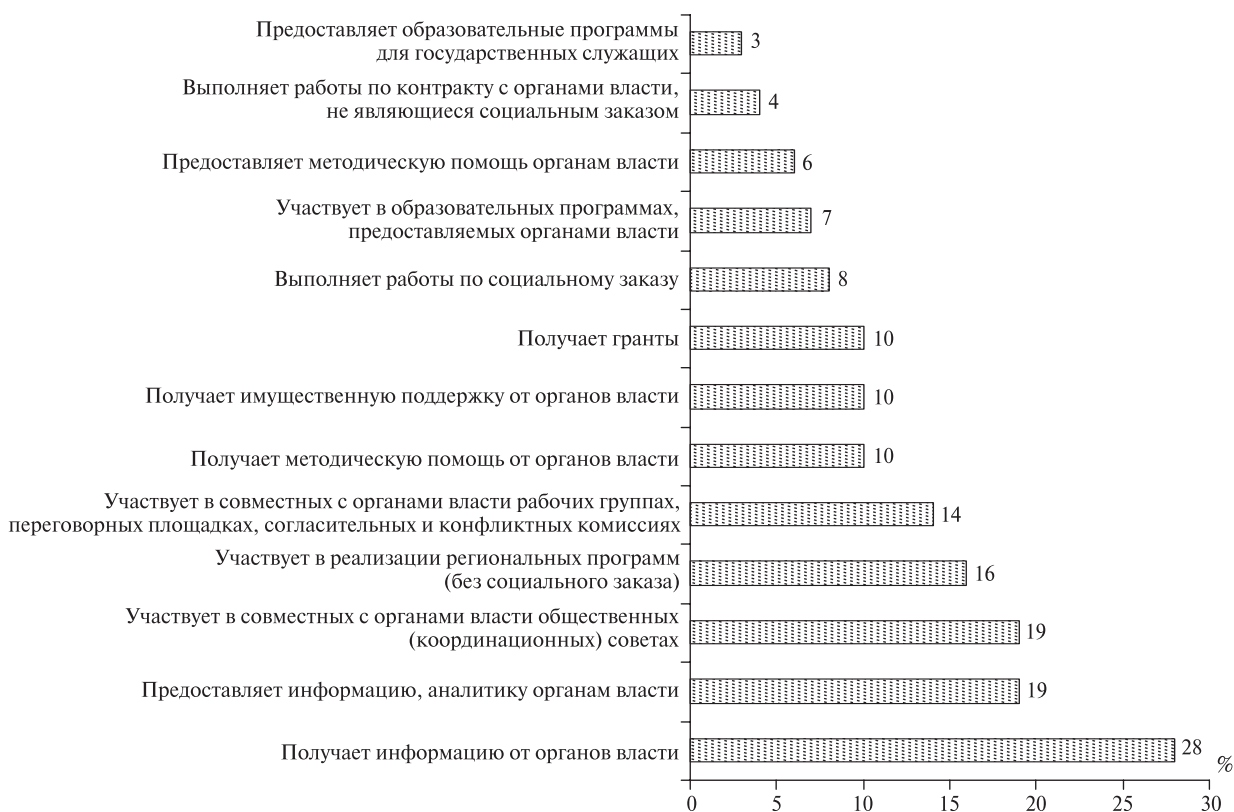 Предоставляет образовательные программы
для государственных служащих
3
Выполняет работы по контракту с органами власти,
не являющиеся социальным заказом
4
Предоставляет методическую помощь органам власти
6
Участвует в образовательных программах,
предоставляемых органами власти
7
Выполняет работы по социальному заказу
8
Получает гранты
10
Получает имущественную поддержку от органов власти
10
Получает методическую помощь от органов власти
10
Участвует в совместных с органами власти рабочих группах,
переговорных площадках, согласительных и конфликтных комиссиях
14
Участвует в реализации региональных программ
(без социального заказа)
16
Участвует в совместных с органами власти общественных
(координационных) советах
19
Предоставляет информацию, аналитику органам власти
19
Получает информацию от органов власти
28
%
0 5 10 15 20 25 30